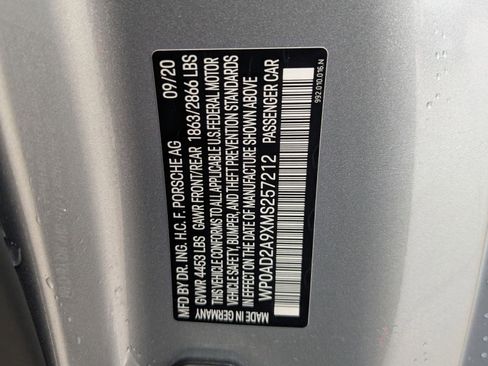 MFD BY DR. ING. H.C. F. PORSCHE AG 09/20
GVWR 4453 LBS GAWR FRONT/REAR 1863/2866 LBS
THIS VEHICLE CONFORMS TO ALL APPLICABLE U.S. FEDERAL MOTOR
VEHICLE SAFETY, BUMPER, AND THEFT PREVENTION STANDARDS
IN EFFECT ON THE DATE OF MANUFACTURE SHOWN ABOVE
WP0AD2A9XMS257212 PASSENGER CAR
MADE IN GERMANY
992.010.016.N